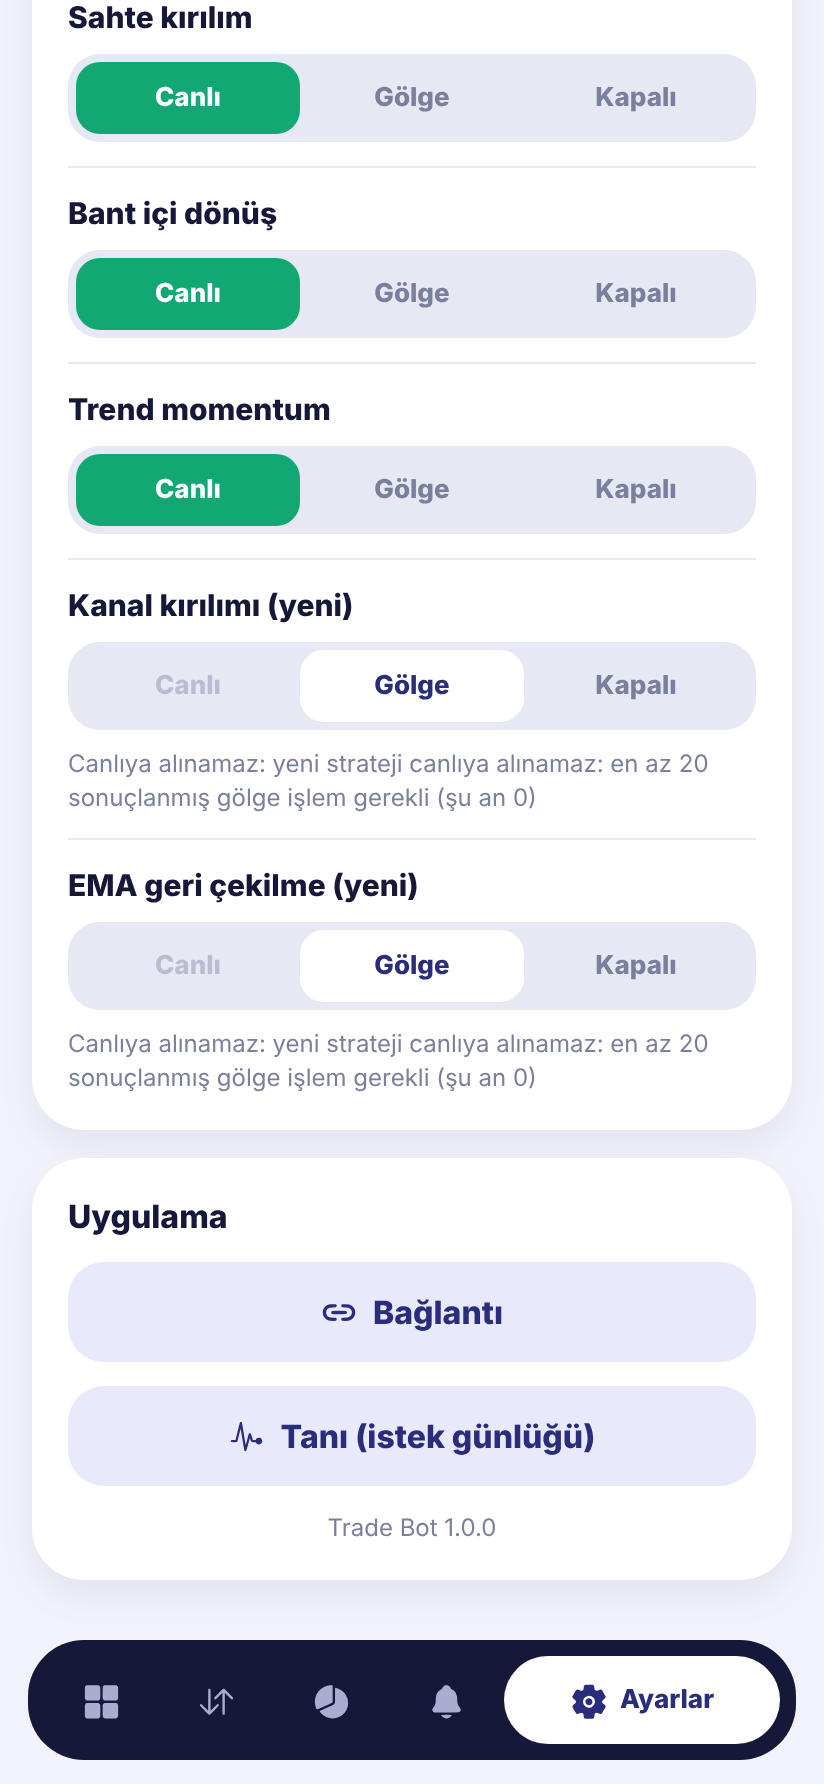 Sahte kırılım
Canlı Gölge Kapalı
Bant içi dönüş
Canlı Gölge Kapalı
Trend momentum
Canlı Gölge Kapalı
Kanal kırılımı (yeni)
Canlı Gölge Kapalı
Canlıya alınamaz: yeni strateji canlıya alınamaz: en az 20
sonuçlanmış gölge işlem gerekli (şu an 0)
EMA geri çekilme (yeni)
Canlı Gölge Kapalı
Canlıya alınamaz: yeni strateji canlıya alınamaz: en az 20
sonuçlanmış gölge işlem gerekli (şu an 0)
Uygulama
Bağlantı
Tanı (istek günlüğü)
Trade Bot 1.0.0
Ayarlar